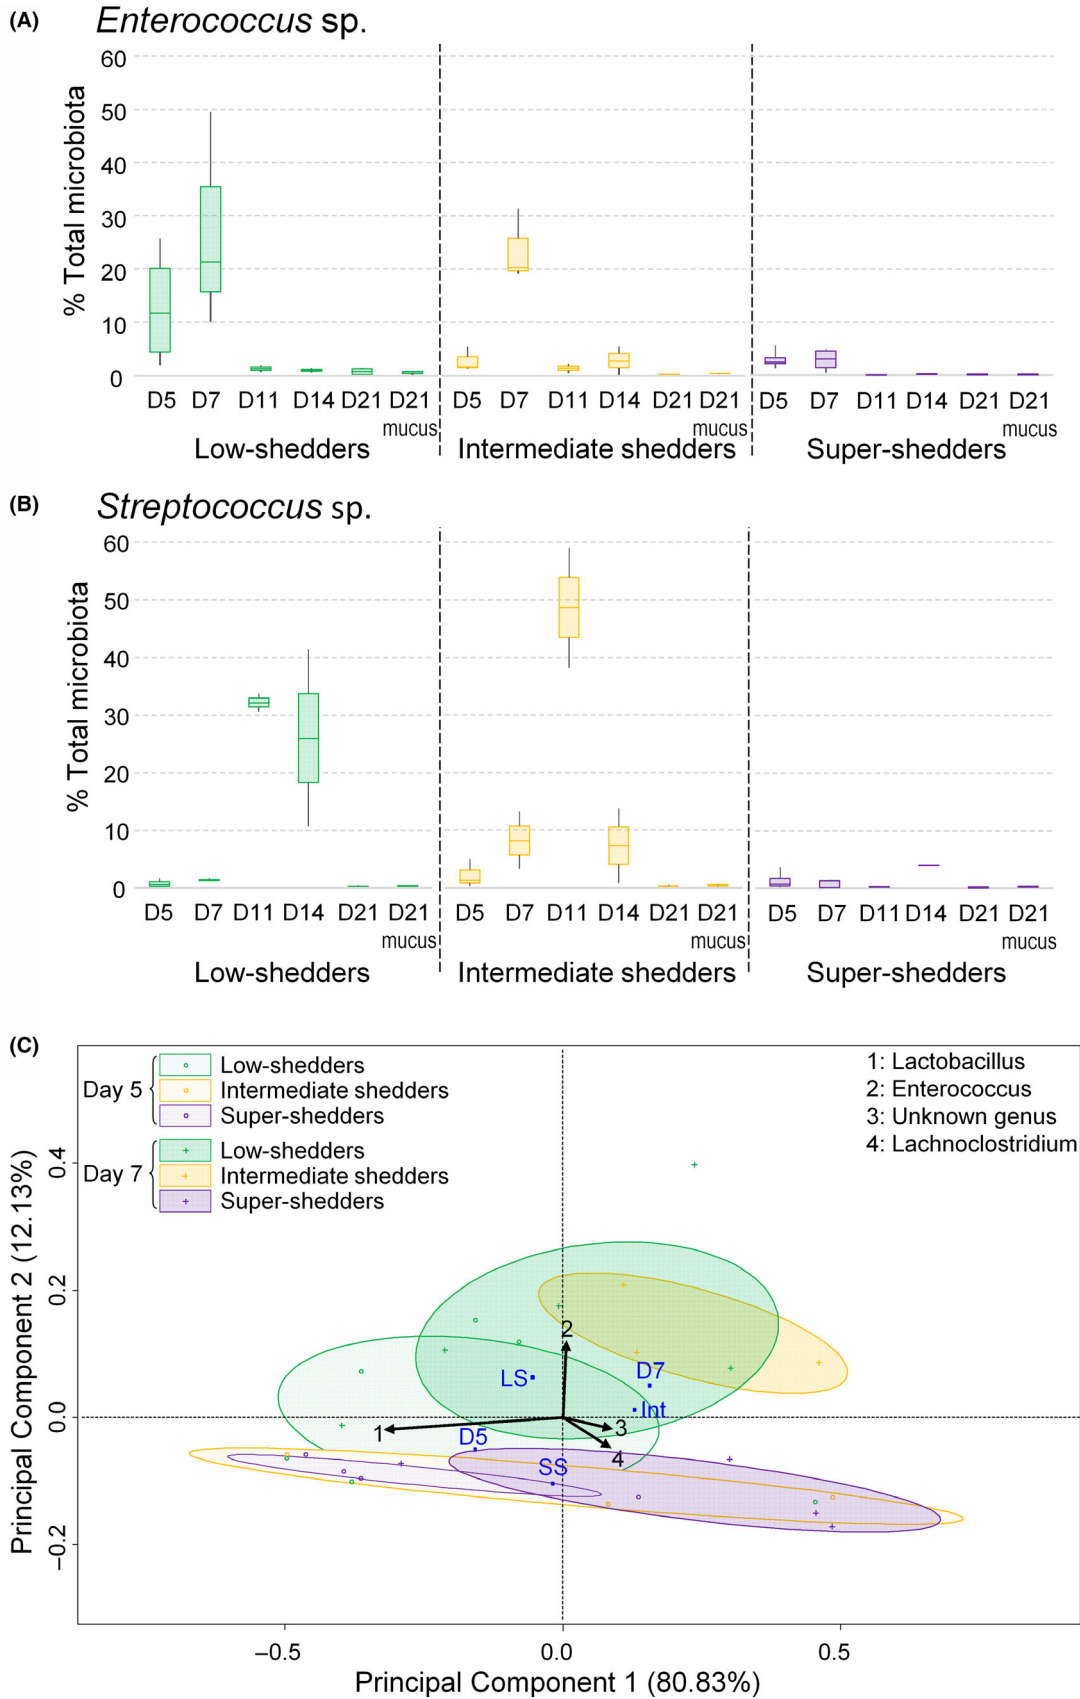 (A) Enterococcus sp.
% Total microbiota
60
50
40
30
20
10
0
D5 D7 D11 D14 D21 D21 D5 D7 D11 D14 D21 D21 D5 D7 D11 D14 D21 D21
mucus mucus mucus
Low-shedders Intermediate shedders Super-shedders
(B) Streptococcus sp.
% Total microbiota
60
50
40
30
20
10
0
D5 D7 D11 D14 D21 D21 D5 D7 D11 D14 D21 D21 D5 D7 D11 D14 D21 D21
mucus mucus mucus
Low-shedders Intermediate shedders Super-shedders
(C)
Day 5
Low-shedders
Intermediate shedders
Super-shedders
Day 7
Low-shedders
Intermediate shedders
Super-shedders
1: Lactobacillus
2: Enterococcus
3: Unknown genus
4: Lachnoclostridium
Principal Component 2 (12.13%)
0.4
0.2
0.0
−0.2
2
LS
D7
Int
1
3
D5
4
SS
−0.5 0.0 0.5
Principal Component 1 (80.83%)